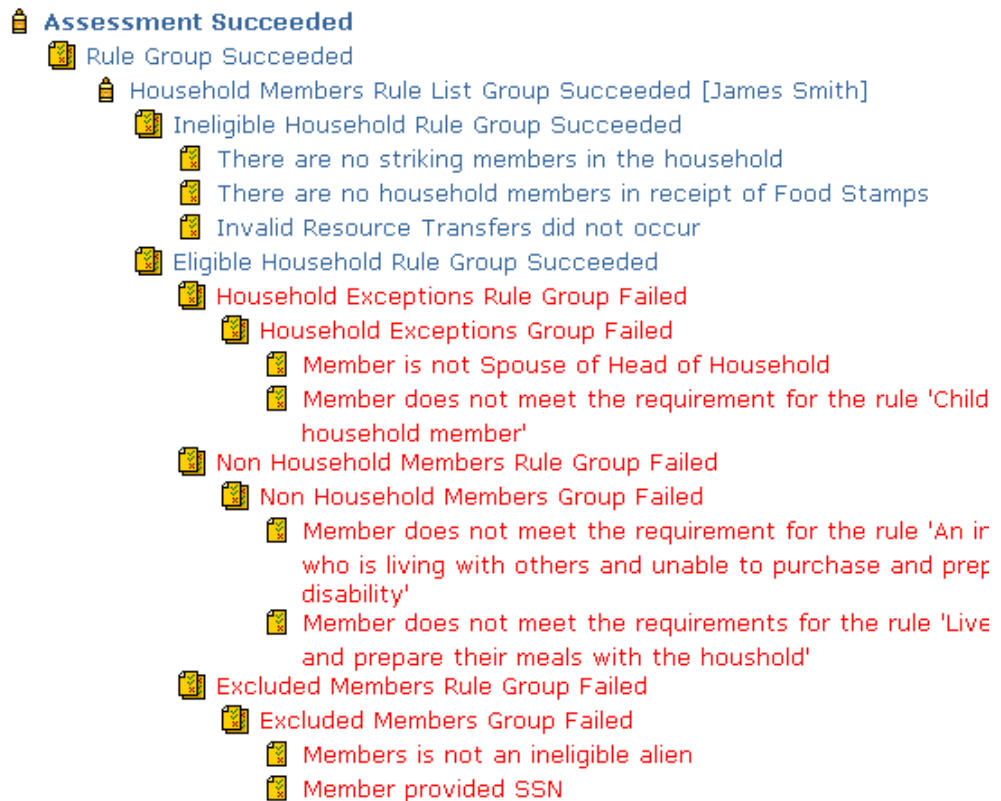 Assessment Succeeded
Rule Group Succeeded
Household Members Rule List Group Succeeded [James Smith]
Ineligible Household Rule Group Succeeded
There are no striking members in the household
There are no household members in receipt of Food Stamps
Invalid Resource Transfers did not occur
Eligible Household Rule Group Succeeded
Household Exceptions Rule Group Failed
Household Exceptions Group Failed
Member is not Spouse of Head of Household
Member does not meet the requirement for the rule 'Child
household member'
Non Household Members Rule Group Failed
Non Household Members Group Failed
Member does not meet the requirement for the rule 'An
who is living with others and unable to purchase and prep
disability'
Member does not meet the requirements for the rule 'Live
and prepare their meals with the houshold'
Excluded Members Rule Group Failed
Excluded Members Group Failed
Members is not an ineligible alien
Member provided SSN